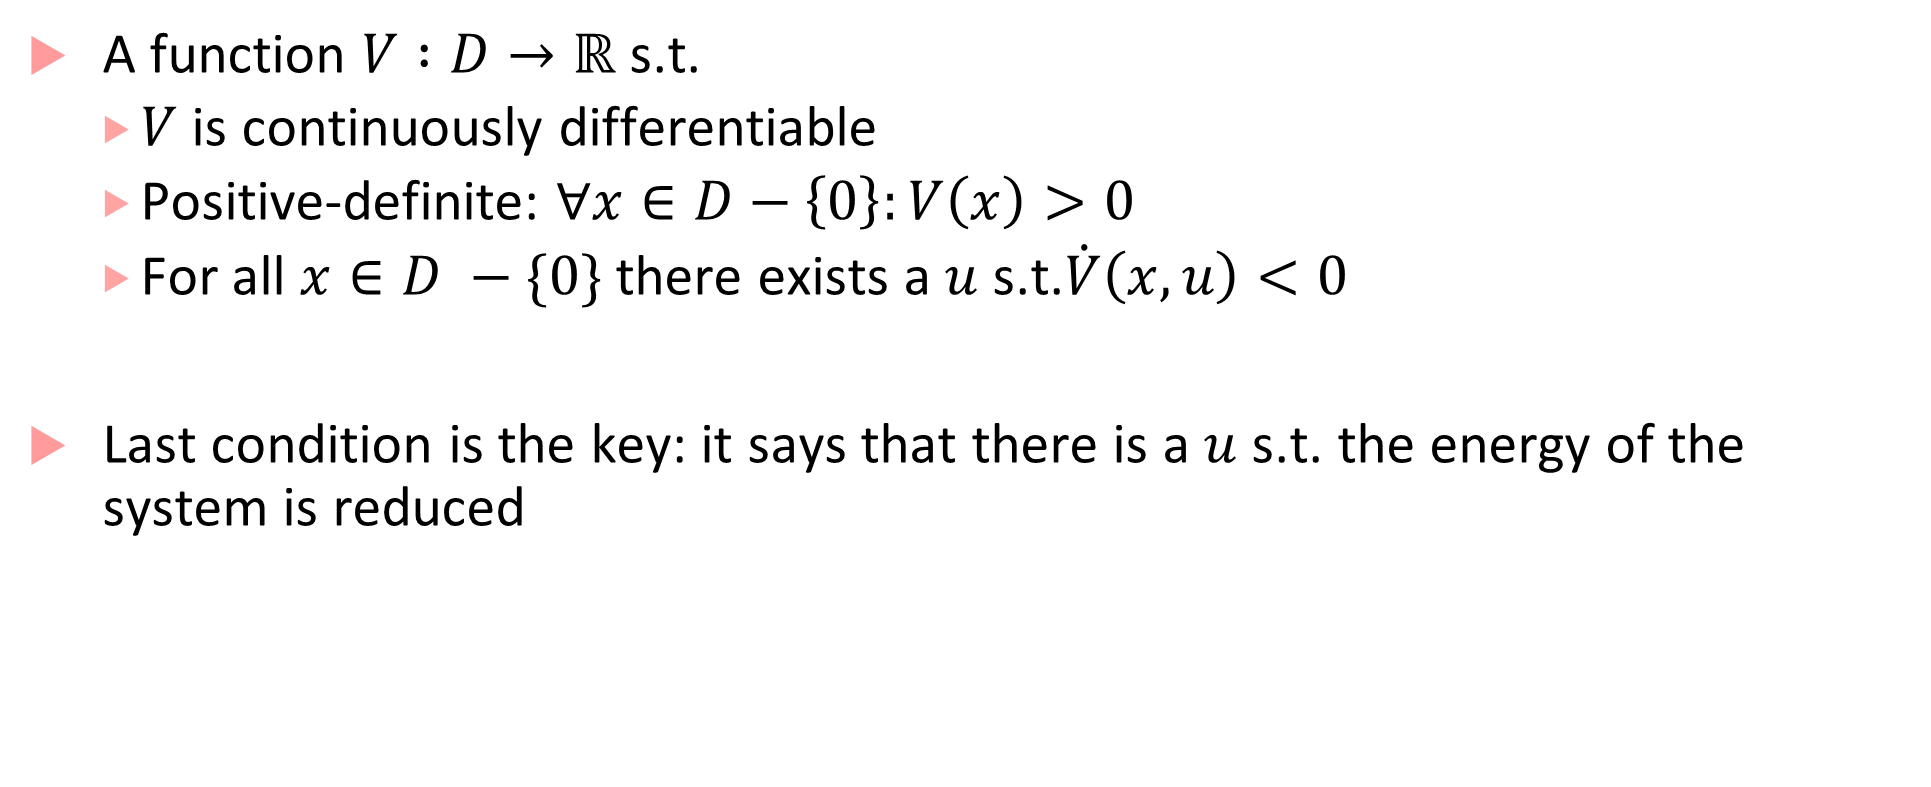 A function 𝑉 : 𝐷 → ℝ s.t.
𝑉 is continuously differentiable
Positive-definite: ∀𝑥 ∈ 𝐷 − {0}: 𝑉(𝑥) > 0
For all 𝑥 ∈ 𝐷 − {0} there exists a 𝑢 s.t. 𝑉̇(𝑥, 𝑢) < 0
Last condition is the key: it says that there is a 𝑢 s.t. the energy of the
system is reduced